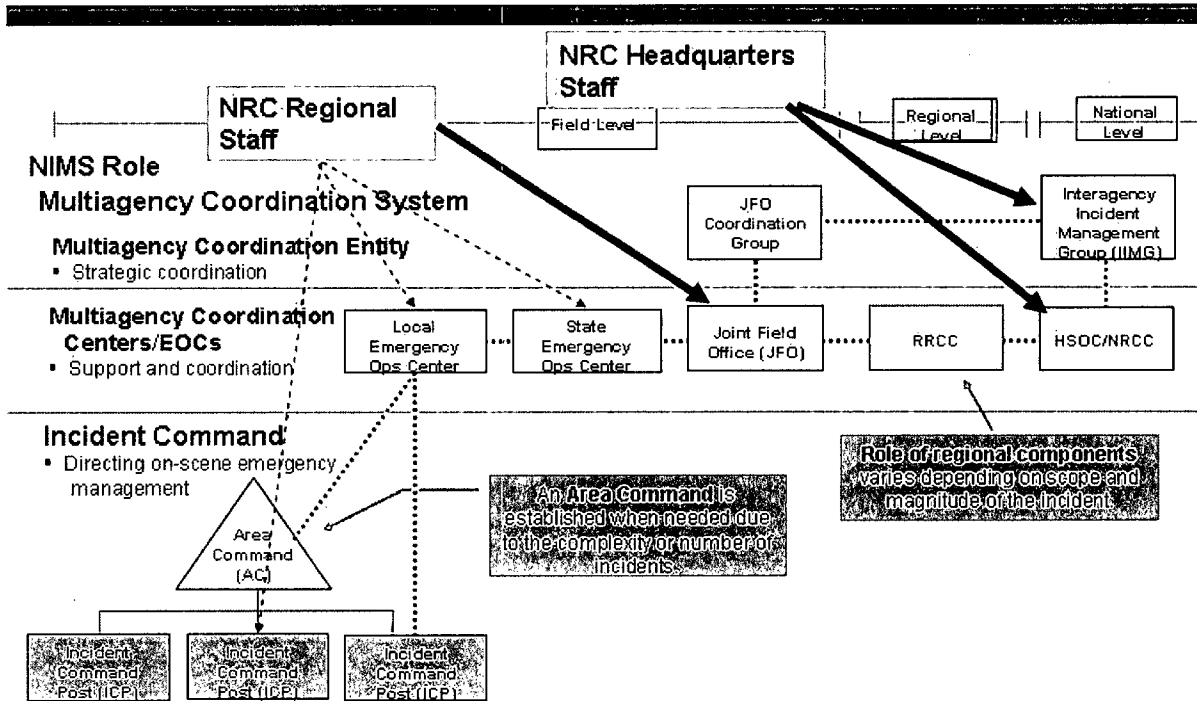 NRC Headquarters
Staff
NRC Regional
Staff
Field Level
Regional
Level
National
Level
NIMS Role
Multiagency Coordination System
JFO
Coordination
Group
Interagency
Incident
Management
Group (IIMG)
Multiagency Coordination Entity
▪ Strategic coordination
Multiagency Coordination
Centers/EOCs
▪ Support and coordination
Local
Emergency
Ops Center
State
Emergency
Ops Center
Joint Field
Office (JFO)
RRCC
HSOC/NRCC
Incident Command
▪ Directing on-scene emergency
management
Role of regional components
varies depending on scope and
magnitude of the incident.
An Area Command is
established when needed due
to the complexity or number of
incidents.
Area
Command
(AC)
Incident
Command
Post (ICP)
Incident
Command
Post (ICP)
Incident
Command
Post (ICP)